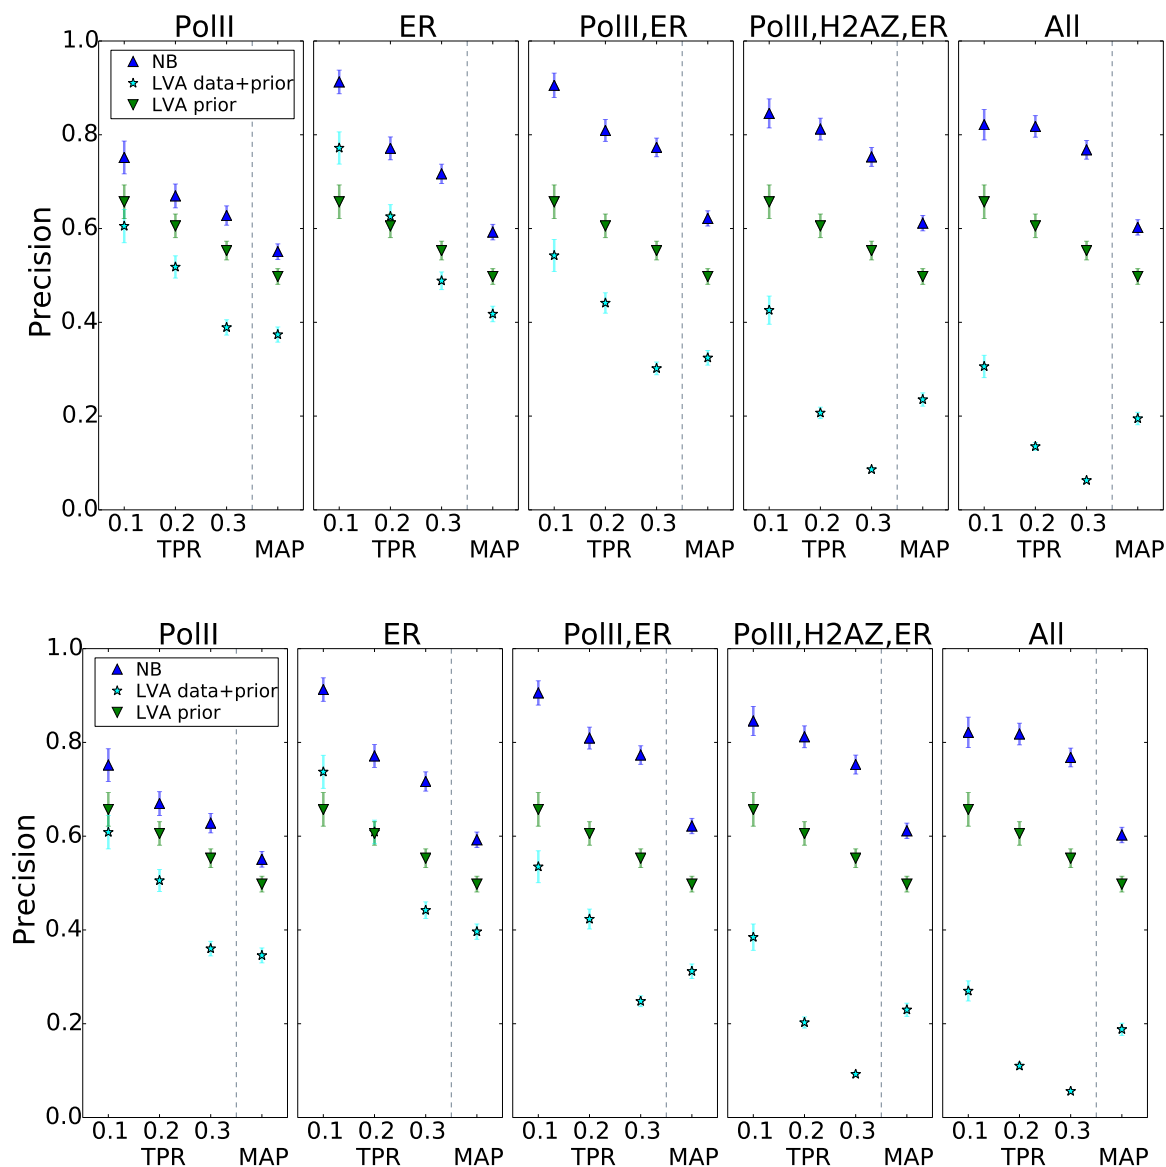 PolII ER PolII,ER PolII,H2AZ,ER All
1.0
NB
LVA data+prior
LVA prior
0.8
0.6
Precision
0.4
0.2
0.0
0.1 0.2 0.3 0.1 0.2 0.3 0.1 0.2 0.3 0.1 0.2 0.3 0.1 0.2 0.3
TPR MAP TPR MAP TPR MAP TPR MAP TPR MAP
PolII ER PolII,ER PolII,H2AZ,ER All
1.0
NB
LVA data+prior
LVA prior
0.8
0.6
Precision
0.4
0.2
0.0
0.1 0.2 0.3 0.1 0.2 0.3 0.1 0.2 0.3 0.1 0.2 0.3 0.1 0.2 0.3
TPR MAP TPR MAP TPR MAP TPR MAP TPR MAP